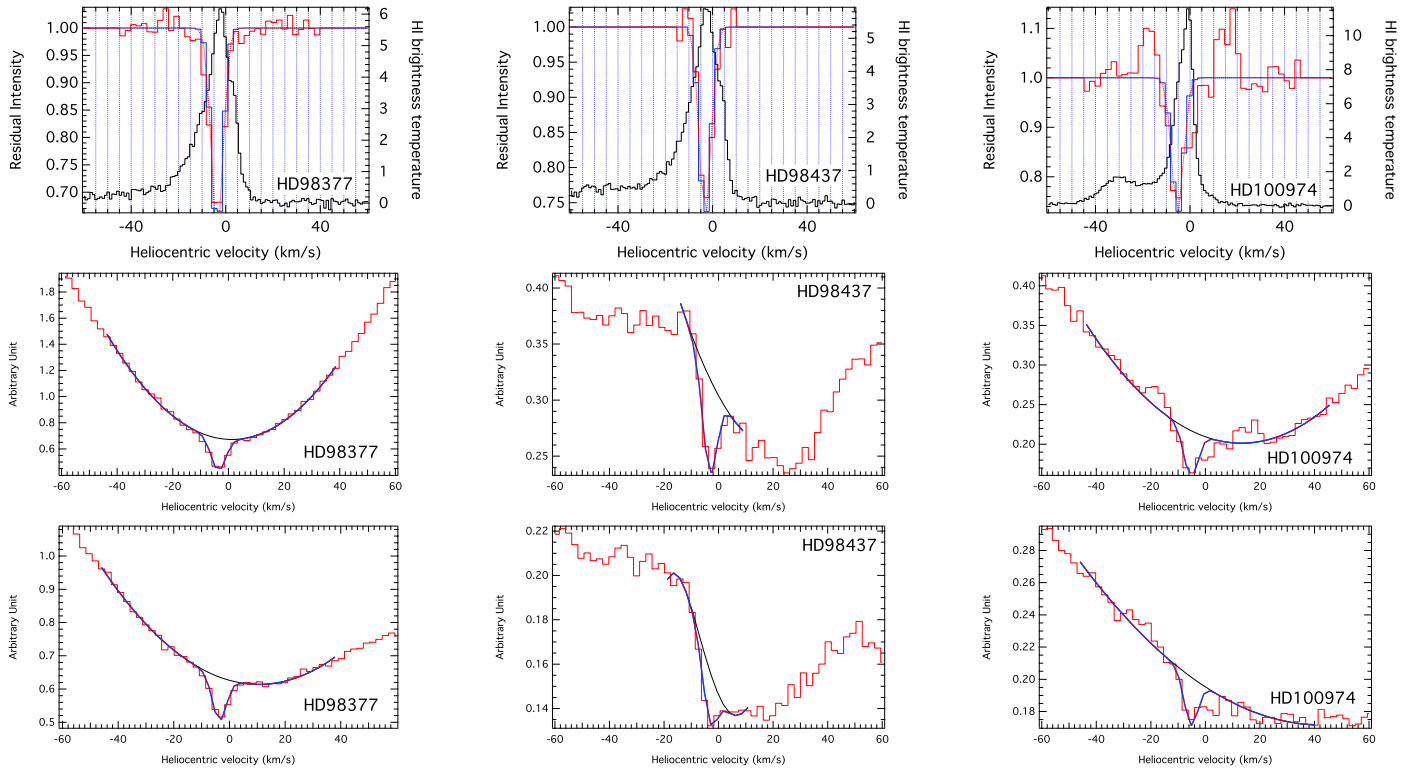 1.00
0.95
0.90
0.85
0.80
0.75
0.70
Residual Intensity
6
5
4
3
2
1
0
HI brightness temperature
HD98377
-40
0
40
Heliocentric velocity (km/s)
1.00
0.95
0.90
0.85
0.80
0.75
Residual Intensity
5
4
3
2
1
0
HI brightness temperature
HD98437
-40
0
40
Heliocentric velocity (km/s)
1.1
1.0
0.9
0.8
Residual Intensity
10
8
6
4
2
0
HI brightness temperature
HD100974
-40
0
40
Heliocentric velocity (km/s)
1.8
1.6
1.4
1.2
1.0
0.8
0.6
Arbitrary Unit
HD98377
-60 -40 -20 0 20 40 60
Heliocentric velocity (km/s)
0.40
0.35
0.30
0.25
Arbitrary Unit
HD98437
-60 -40 -20 0 20 40 60
Heliocentric velocity (km/s)
0.40
0.35
0.30
0.25
0.20
Arbitrary Unit
HD100974
-60 -40 -20 0 20 40 60
Heliocentric velocity (km/s)
1.0
0.9
0.8
0.7
0.6
0.5
Arbitrary Unit
HD98377
-60 -40 -20 0 20 40 60
Heliocentric velocity (km/s)
0.22
0.20
0.18
0.16
0.14
Arbitrary Unit
HD98437
-60 -40 -20 0 20 40 60
Heliocentric velocity (km/s)
0.28
0.26
0.24
0.22
0.20
0.18
Arbitrary Unit
HD100974
-60 -40 -20 0 20 40 60
Heliocentric velocity (km/s)